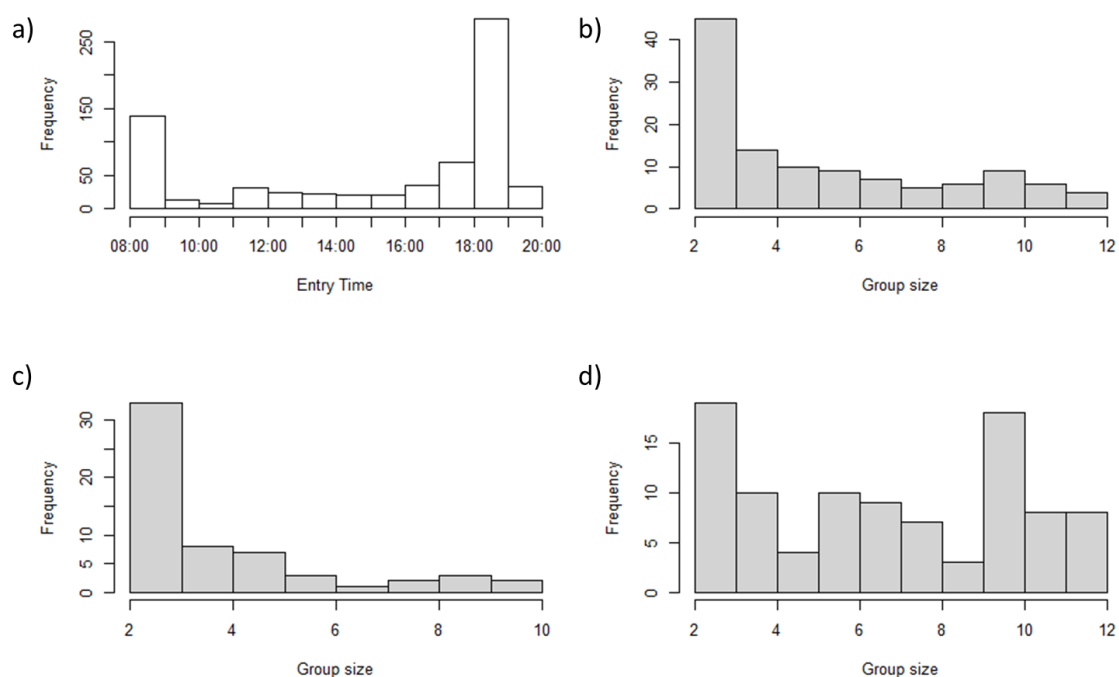 a)
Frequency
0
50
150
250
08:00 10:00 12:00 14:00 16:00 18:00 20:00
Entry Time
b)
Frequency
0
10
20
30
40
2 4 6 8 10 12
Group size
c)
Frequency
0
5
10
20
30
2 4 6 8 10
Group size
d)
Frequency
0
5
10
15
2 4 6 8 10 12
Group size